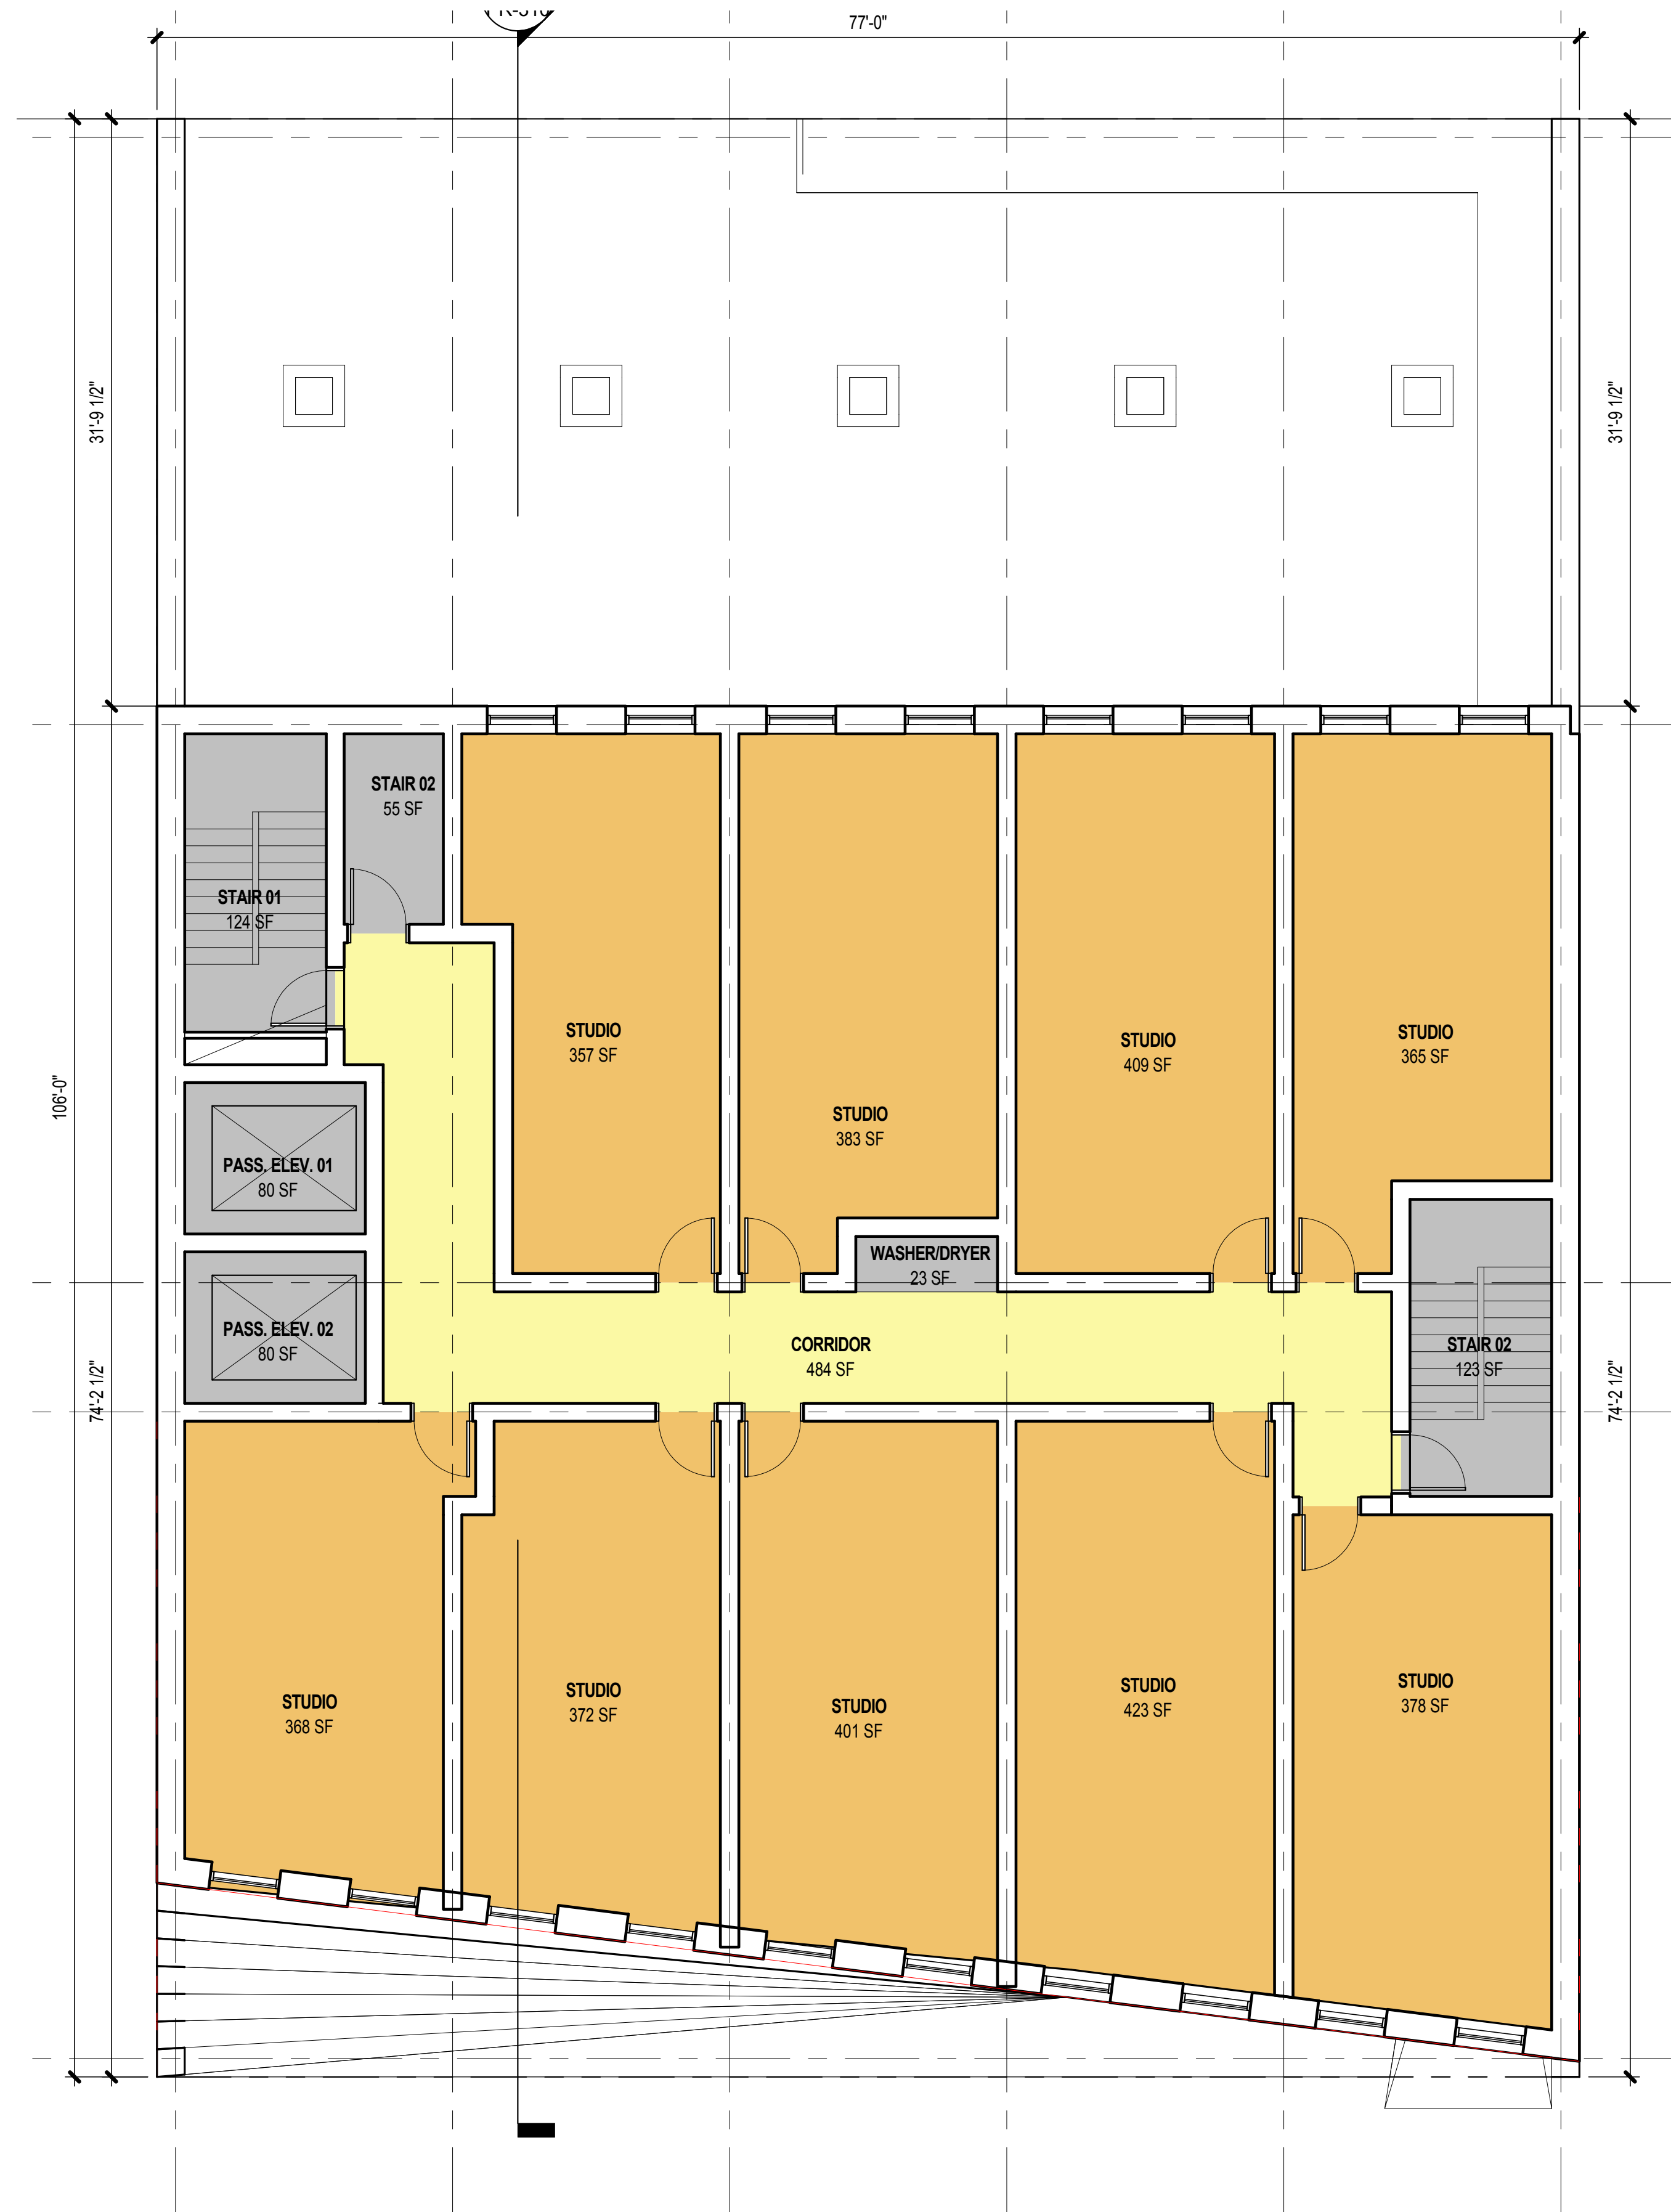 77'-0"
31'-9 1/2"
31'-9 1/2"
STAIR 02
55 SF
STAIR 01
124 SF
STUDIO
357 SF
STUDIO
383 SF
STUDIO
409 SF
STUDIO
365 SF
106'-0"
PASS. ELEV. 01
80 SF
WASHER/DRYER
23 SF
PASS. ELEV. 02
80 SF
CORRIDOR
484 SF
STAIR 02
123 SF
74'-2 1/2"
74'-2 1/2"
STUDIO
368 SF
STUDIO
372 SF
STUDIO
401 SF
STUDIO
423 SF
STUDIO
378 SF